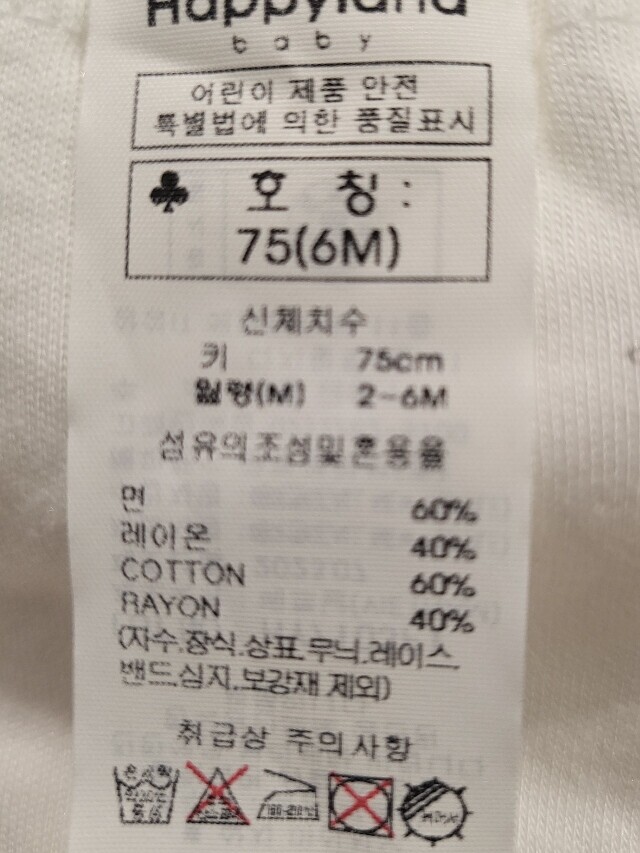 Happyland
baby
어린이 제품 안전
특별법에 의한 품질표시
호 칭 :
75(6M)
신체치수
키 75cm
월령(M) 2-6M
섬유의조성및혼용율
면 60%
레이온 40%
COTTON 60%
RAYON 40%
(자수.장식.상표.무늬.레이스.
밴드.심지.보강재 제외)
취급상 주의사항